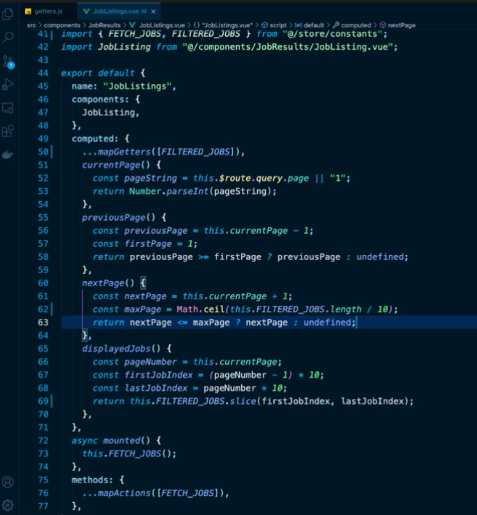 getters.js
JobListings.vue M ×
src > components > JobResults > JobListings.vue > {} "JobListings.vue" > script > default > computed > nextPage
41 import { FETCH_JOBS, FILTERED_JOBS } from "@/store/constants";
42 import JobListing from "@/components/JobResults/JobListing.vue";
43
44 export default {
45 name: "JobListings",
46 components: {
47 JobListing,
48 },
49 computed: {
50 ...mapGetters([FILTERED_JOBS]),
51 currentPage() {
52 const pageString = this.$route.query.page || "1";
53 return Number.parseInt(pageString);
54 },
55 previousPage() {
56 const previousPage = this.currentPage - 1;
57 const firstPage = 1;
58 return previousPage >= firstPage ? previousPage : undefined;
59 },
60 nextPage() {
61 const nextPage = this.currentPage + 1;
62 const maxPage = Math.ceil(this.FILTERED_JOBS.length / 10);
63 return nextPage <= maxPage ? nextPage : undefined;
64 },
65 displayedJobs() {
66 const pageNumber = this.currentPage;
67 const firstJobIndex = (pageNumber - 1) * 10;
68 const lastJobIndex = pageNumber * 10;
69 return this.FILTERED_JOBS.slice(firstJobIndex, lastJobIndex);
70 },
71 },
72 async mounted() {
73 this.FETCH_JOBS();
74 },
75 methods: {
76 ...mapActions([FETCH_JOBS]),
77 },